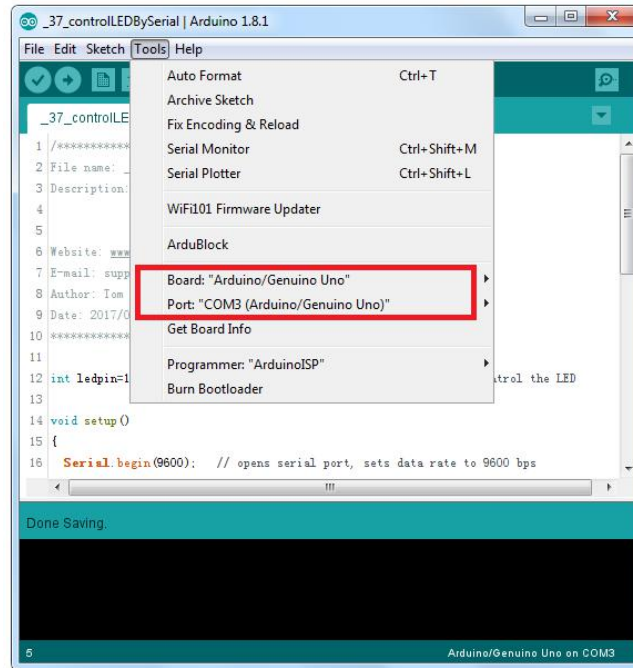 _37_controlLEDBySerial | Arduino 1.8.1
File Edit Sketch Tools Help
Auto Format Ctrl+T
Archive Sketch
_37_controlLE
Fix Encoding & Reload
1 /************
Serial Monitor Ctrl+Shift+M
2 File name: _
Serial Plotter Ctrl+Shift+L
3 Description:
4
WiFi101 Firmware Updater
5
ArduBlock
6 Website: www
7 E-mail: supp
Board: "Arduino/Genuino Uno"
8 Author: Tom
Port: "COM3 (Arduino/Genuino Uno)"
9 Date: 2017/0
Get Board Info
10 ************
11
Programmer: "ArduinoISP"
12 int ledpin=1 trol the LED
Burn Bootloader
13
14 void setup()
15 {
16 Serial.begin(9600); // opens serial port, sets data rate to 9600 bps
Done Saving.
5 Arduino/Genuino Uno on COM3